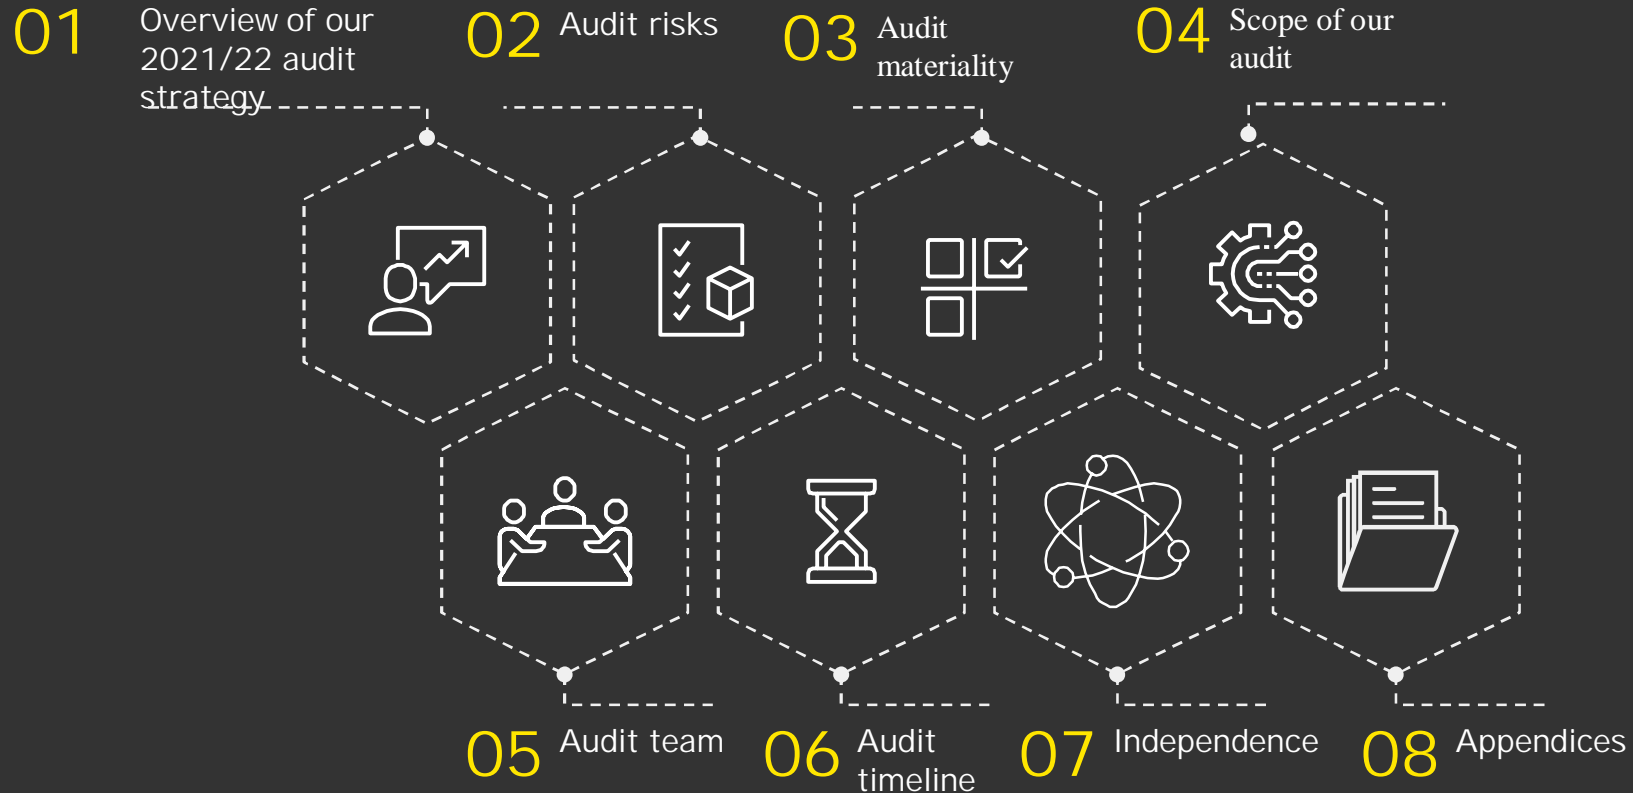 01
Overview of our
2021/22 audit
strategy
02
Audit risks
03
Audit
materiality
04
Scope of our
audit
05
Audit team
06
Audit
timeline
07
Independence
08
Appendices